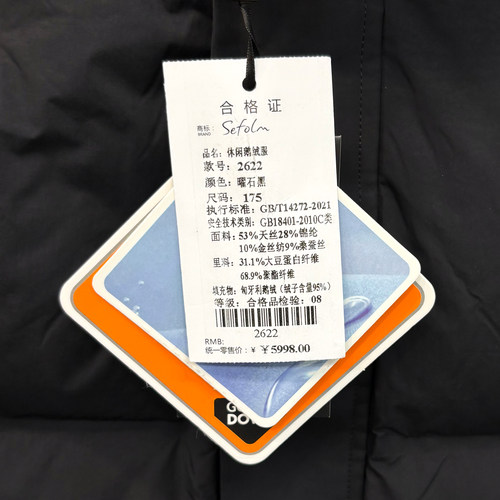 合格证
商标:
BRAND
Sefolm
品名: 休闲鹅绒服
款号: 2622
颜色: 曜石黑
尺码: 175
执行标准: GB/T14272-2021
安全技术类别: GB18401-2010C类
面料: 53%天丝28%锦纶
10%金丝纺9%桑蚕丝
里料: 31.1%大豆蛋白纤维
68.9%聚酯纤维
填充物: 匈牙利鹅绒(绒子含量95%)
等级: 合格品检验: 08
2622
RMB:
统一零售价: ¥ ¥5998.00